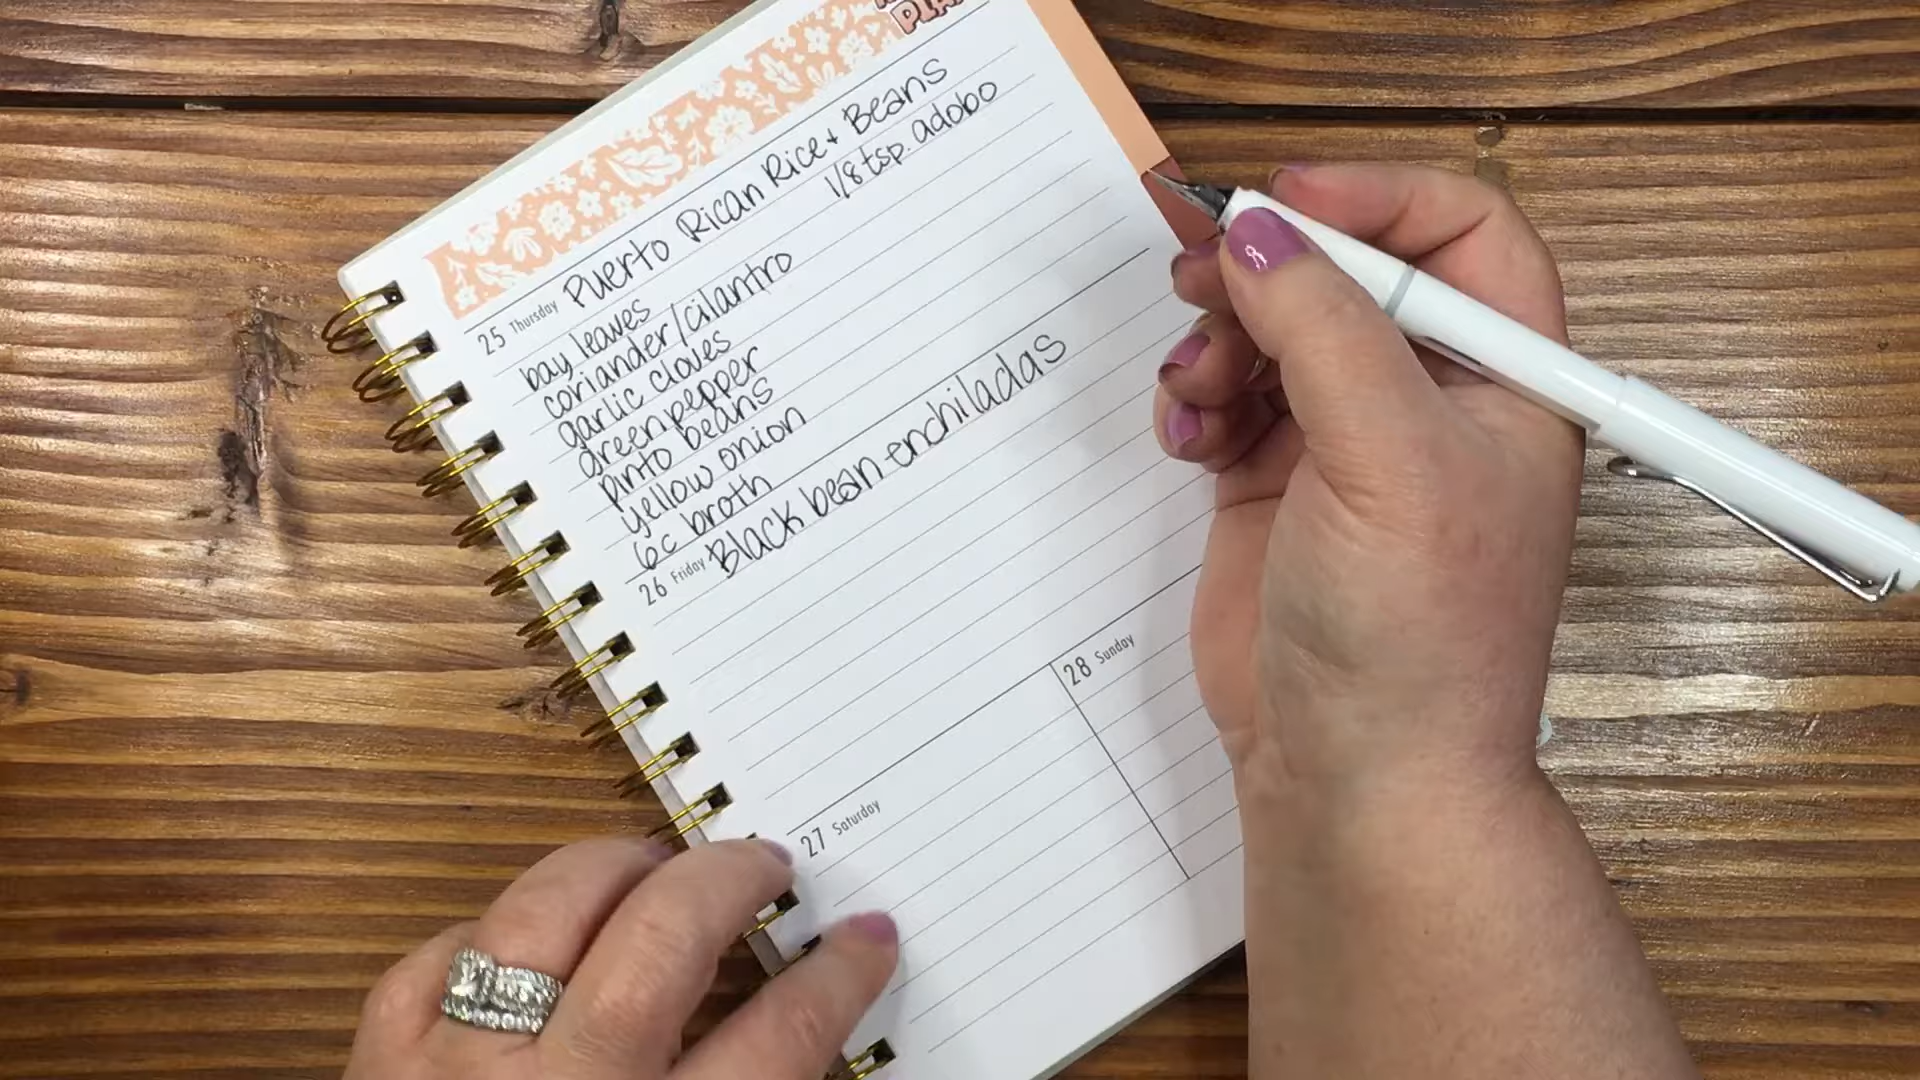 PLA
25 Thursday Puerto Rican Rice + Beans
1/8 tsp. adobo
bay leaves
coriander/cilantro
garlic cloves
green pepper
pinto beans
yellow onion
6c broth
26 Friday Black bean enchiladas
27 Saturday
28 Sunday